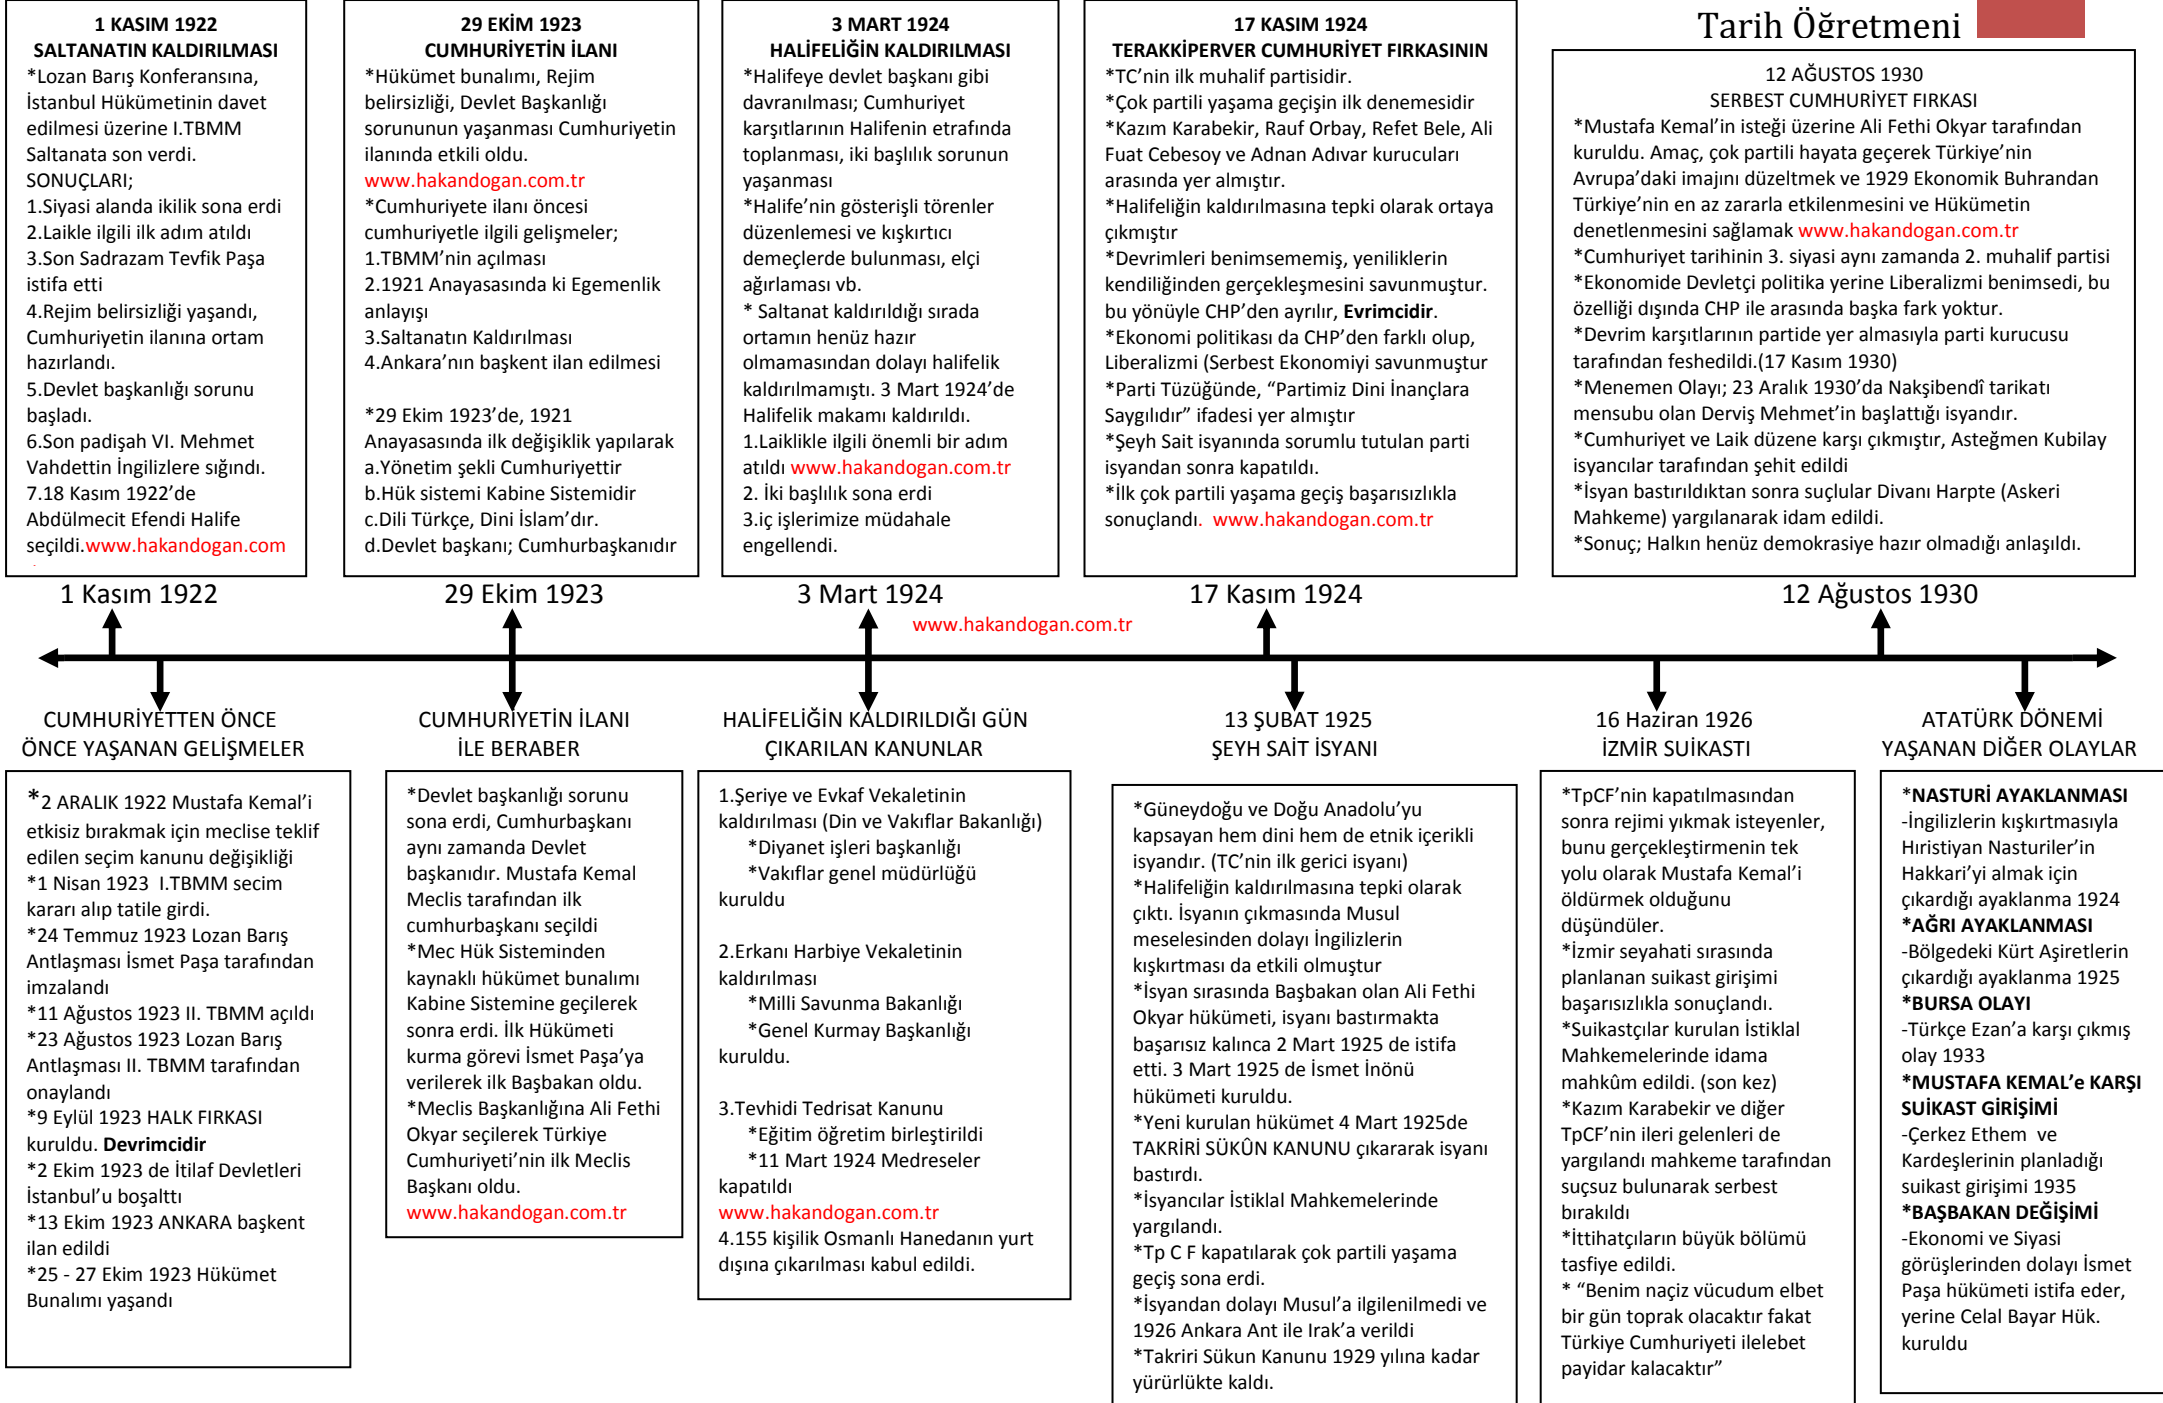 Tarih Öğretmeni
1 KASIM 1922
SALTANATIN KALDIRILMASI
*Lozan Barış Konferansına,
İstanbul Hükümetinin davet
edilmesi üzerine I.TBMM
Saltanata son verdi.
SONUÇLARI;
1.Siyasi alanda ikilik sona erdi
2.Laikle ilgili ilk adım atıldı
3.Son Sadrazam Tevfik Paşa
istifa etti
4.Rejim belirsizliği yaşandı,
Cumhuriyetin ilanına ortam
hazırlandı.
5.Devlet başkanlığı sorunu
başladı.
6.Son padişah VI. Mehmet
Vahdettin İngilizlere sığındı.
7.18 Kasım 1922’de
Abdülmecit Efendi Halife
seçildi.www.hakandogan.com
29 EKİM 1923
CUMHURİYETİN İLANI
*Hükümet bunalımı, Rejim
belirsizliği, Devlet Başkanlığı
sorununun yaşanması Cumhuriyetin
ilanında etkili oldu.
www.hakandogan.com.tr
*Cumhuriyete ilanı öncesi
cumhuriyetle ilgili gelişmeler;
1.TBMM’nin açılması
2.1921 Anayasasında ki Egemenlik
anlayışı
3.Saltanatın Kaldırılması
4.Ankara’nın başkent ilan edilmesi
*29 Ekim 1923’de, 1921
Anayasasında ilk değişiklik yapılarak
a.Yönetim şekli Cumhuriyettir
b.Hük sistemi Kabine Sistemidir
c.Dili Türkçe, Dini İslam’dır.
d.Devlet başkanı; Cumhurbaşkanıdır
3 MART 1924
HALİFELİĞİN KALDIRILMASI
*Halifeye devlet başkanı gibi
davranılması; Cumhuriyet
karşıtlarının Halifenin etrafında
toplanması, iki başlılık sorunun
yaşanması
*Halife’nin gösterişli törenler
düzenlemesi ve kışkırtıcı
demeçlerde bulunması, elçi
ağırlaması vb.
* Saltanat kaldırıldığı sırada
ortamın henüz hazır
olmamasından dolayı halifelik
kaldırılmamıştı. 3 Mart 1924’de
Halifelik makamı kaldırıldı.
1.Laiklikle ilgili önemli bir adım
atıldı www.hakandogan.com.tr
2. İki başlılık sona erdi
3.iç işlerimize müdahale
engellendi.
17 KASIM 1924
TERAKKİPERVER CUMHURİYET FIRKASININ
*TC’nin ilk muhalif partisidir.
*Çok partili yaşama geçişin ilk denemesidir
*Kazım Karabekir, Rauf Orbay, Refet Bele, Ali
Fuat Cebesoy ve Adnan Adıvar kurucuları
arasında yer almıştır.
*Halifeliğin kaldırılmasına tepki olarak ortaya
çıkmıştır
*Devrimleri benimsememiş, yeniliklerin
kendiliğinden gerçekleşmesini savunmuştur.
bu yönüyle CHP’den ayrılır, Evrimcidir.
*Ekonomi politikası da CHP’den farklı olup,
Liberalizmi (Serbest Ekonomiyi savunmuştur
*Parti Tüzüğünde, “Partimiz Dini İnançlara
Saygılıdır” ifadesi yer almıştır
*Şeyh Sait isyanında sorumlu tutulan parti
isyandan sonra kapatıldı.
*İlk çok partili yaşama geçiş başarısızlıkla
sonuçlandı. www.hakandogan.com.tr
12 AĞUSTOS 1930
SERBEST CUMHURİYET FIRKASI
*Mustafa Kemal’in isteği üzerine Ali Fethi Okyar tarafından
kuruldu. Amaç, çok partili hayata geçerek Türkiye’nin
Avrupa’daki imajını düzeltmek ve 1929 Ekonomik Buhrandan
Türkiye’nin en az zararla etkilenmesini ve Hükümetin
denetlenmesini sağlamak www.hakandogan.com.tr
*Cumhuriyet tarihinin 3. siyasi aynı zamanda 2. muhalif partisi
*Ekonomide Devletçi politika yerine Liberalizmi benimsedi, bu
özelliği dışında CHP ile arasında başka fark yoktur.
*Devrim karşıtlarının partide yer almasıyla parti kurucusu
tarafından feshedildi.(17 Kasım 1930)
*Menemen Olayı; 23 Aralık 1930’da Nakşibendî tarikatı
mensubu olan Derviş Mehmet’in başlattığı isyandır.
*Cumhuriyet ve Laik düzene karşı çıkmıştır, Asteğmen Kubilay
isyancılar tarafından şehit edildi
*İsyan bastırıldıktan sonra suçlular Divanı Harpte (Askeri
Mahkeme) yargılanarak idam edildi.
*Sonuç; Halkın henüz demokrasiye hazır olmadığı anlaşıldı.
1 Kasım 1922
29 Ekim 1923
3 Mart 1924
17 Kasım 1924
12 Ağustos 1930
www.hakandogan.com.tr
CUMHURİYETTEN ÖNCE
ÖNCE YAŞANAN GELİŞMELER
*2 ARALIK 1922 Mustafa Kemal’i
etkisiz bırakmak için meclise teklif
edilen seçim kanunu değişikliği
*1 Nisan 1923 I.TBMM secim
kararı alıp tatile girdi.
*24 Temmuz 1923 Lozan Barış
Antlaşması İsmet Paşa tarafından
imzalandı
*11 Ağustos 1923 II. TBMM açıldı
*23 Ağustos 1923 Lozan Barış
Antlaşması II. TBMM tarafından
onaylandı
*9 Eylül 1923 HALK FIRKASI
kuruldu. Devrimcidir
*2 Ekim 1923 de İtilaf Devletleri
İstanbul’u boşalttı
*13 Ekim 1923 ANKARA başkent
ilan edildi
*25 - 27 Ekim 1923 Hükümet
Bunalımı yaşandı
CUMHURİYETİN İLANI
İLE BERABER
*Devlet başkanlığı sorunu
sona erdi, Cumhurbaşkanı
aynı zamanda Devlet
başkanıdır. Mustafa Kemal
Meclis tarafından ilk
cumhurbaşkanı seçildi
*Mec Hük Sisteminden
kaynaklı hükümet bunalımı
Kabine Sistemine geçilerek
sonra erdi. İlk Hükümeti
kurma görevi İsmet Paşa’ya
verilerek ilk Başbakan oldu.
*Meclis Başkanlığına Ali Fethi
Okyar seçilerek Türkiye
Cumhuriyeti’nin ilk Meclis
Başkanı oldu.
www.hakandogan.com.tr
HALİFELİĞİN KALDIRILDIĞI GÜN
ÇIKARILAN KANUNLAR
1.Şeriye ve Evkaf Vekaletinin
kaldırılması (Din ve Vakıflar Bakanlığı)
*Diyanet işleri başkanlığı
*Vakıflar genel müdürlüğü
kuruldu
2.Erkanı Harbiye Vekaletinin
kaldırılması
*Milli Savunma Bakanlığı
*Genel Kurmay Başkanlığı
kuruldu.
3.Tevhidi Tedrisat Kanunu
*Eğitim öğretim birleştirildi
*11 Mart 1924 Medreseler
kapatıldı
www.hakandogan.com.tr
4.155 kişilik Osmanlı Hanedanın yurt
dışına çıkarılması kabul edildi.
13 ŞUBAT 1925
ŞEYH SAİT İSYANI
*Güneydoğu ve Doğu Anadolu’yu
kapsayan hem dini hem de etnik içerikli
isyandır. (TC’nin ilk gerici isyanı)
*Halifeliğin kaldırılmasına tepki olarak
çıktı. İsyanın çıkmasında Musul
meselesinden dolayı İngilizlerin
kışkırtması da etkili olmuştur
*İsyan sırasında Başbakan olan Ali Fethi
Okyar hükümeti, isyanı bastırmakta
başarısız kalınca 2 Mart 1925 de istifa
etti. 3 Mart 1925 de İsmet İnönü
hükümeti kuruldu.
*Yeni kurulan hükümet 4 Mart 1925de
TAKRİRİ SÜKÛN KANUNU çıkararak isyanı
bastırdı.
*İsyancılar İstiklal Mahkemelerinde
yargılandı.
*Tp C F kapatılarak çok partili yaşama
geçiş sona erdi.
*İsyandan dolayı Musul’a ilgilenilmedi ve
1926 Ankara Ant ile Irak’a verildi
*Takriri Sükun Kanunu 1929 yılına kadar
yürürlükte kaldı.
16 Haziran 1926
İZMİR SUİKASTI
*TpCF’nin kapatılmasından
sonra rejimi yıkmak isteyenler,
bunu gerçekleştirmenin tek
yolu olarak Mustafa Kemal’i
öldürmek olduğunu
düşündüler.
*İzmir seyahati sırasında
planlanan suikast girişimi
başarısızlıkla sonuçlandı.
*Suikastçılar kurulan İstiklal
Mahkemelerinde idama
mahkûm edildi. (son kez)
*Kazım Karabekir ve diğer
TpCF’nin ileri gelenleri de
yargılandı mahkeme tarafından
suçsuz bulunarak serbest
bırakıldı
*İttihatçıların büyük bölümü
tasfiye edildi.
* “Benim naçiz vücudum elbet
bir gün toprak olacaktır fakat
Türkiye Cumhuriyeti ilelebet
payidar kalacaktır”
ATATÜRK DÖNEMİ
YAŞANAN DİĞER OLAYLAR
*NASTURİ AYAKLANMASI
-İngilizlerin kışkırtmasıyla
Hıristiyan Nasturiler’in
Hakkari’yi almak için
çıkardığı ayaklanma 1924
*AĞRI AYAKLANMASI
-Bölgedeki Kürt Aşiretlerin
çıkardığı ayaklanma 1925
*BURSA OLAYI
-Türkçe Ezan’a karşı çıkmış
olay 1933
*MUSTAFA KEMAL’e KARŞI
SUİKAST GİRİŞİMİ
-Çerkez Ethem ve
Kardeşlerinin planladığı
suikast girişimi 1935
*BAŞBAKAN DEĞİŞİMİ
-Ekonomi ve Siyasi
görüşlerinden dolayı İsmet
Paşa hükümeti istifa eder,
yerine Celal Bayar Hük.
kuruldu